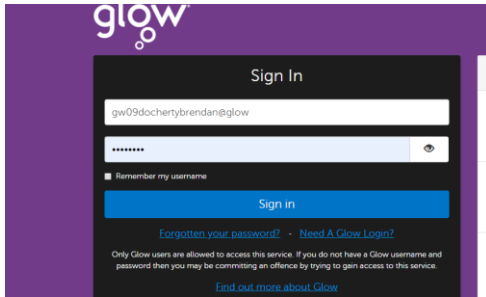 glow
Sign In
gw09dochertybrendan@glow
••••••••
Remember my username
Sign in
Forgotten your password? - Need A Glow Login?
Only Glow users are allowed to access this service. If you do not have a Glow username and
password then you may be committing an offence by trying to gain access to this service.
Find out more about Glow